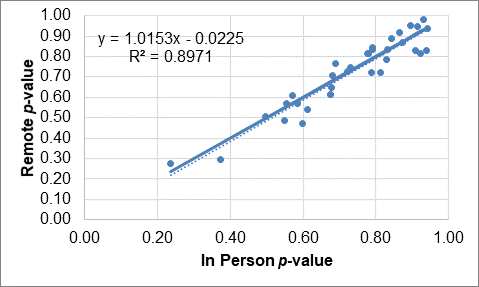 y = 1.0153x - 0.0225
R² = 0.8971
Remote p-value
1.00
0.90
0.80
0.70
0.60
0.50
0.40
0.30
0.20
0.10
0.00
0.00 0.20 0.40 0.60 0.80 1.00
In Person p-value